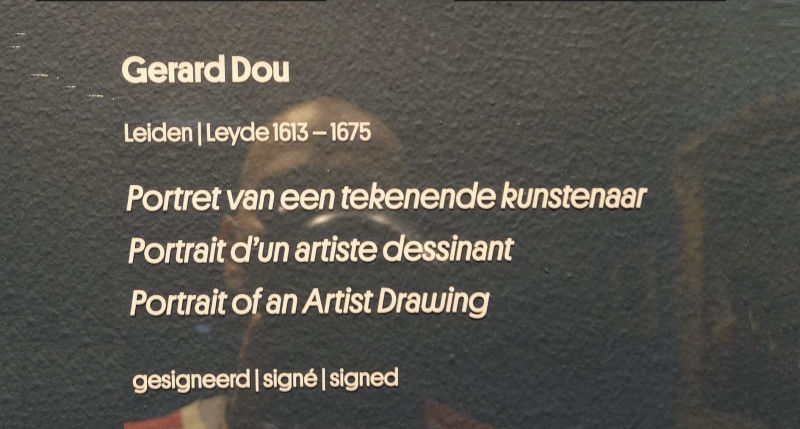 Gerard Dou
Leiden | Leyde 1613 – 1675
Portret van een tekenende kunstenaar
Portrait d'un artiste dessinant
Portrait of an Artist Drawing
gesigneerd | signé | signed